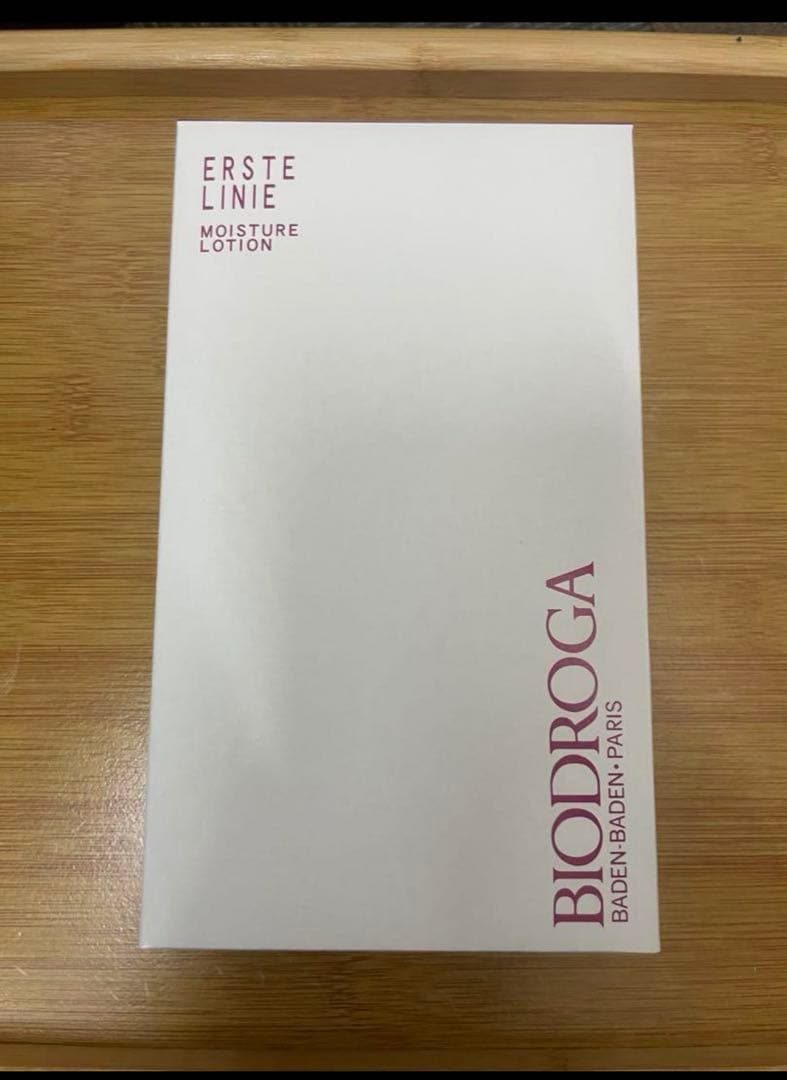 ERSTE
LINIE
MOISTURE
LOTION
BIODROGA
BADEN-BADEN • PARIS